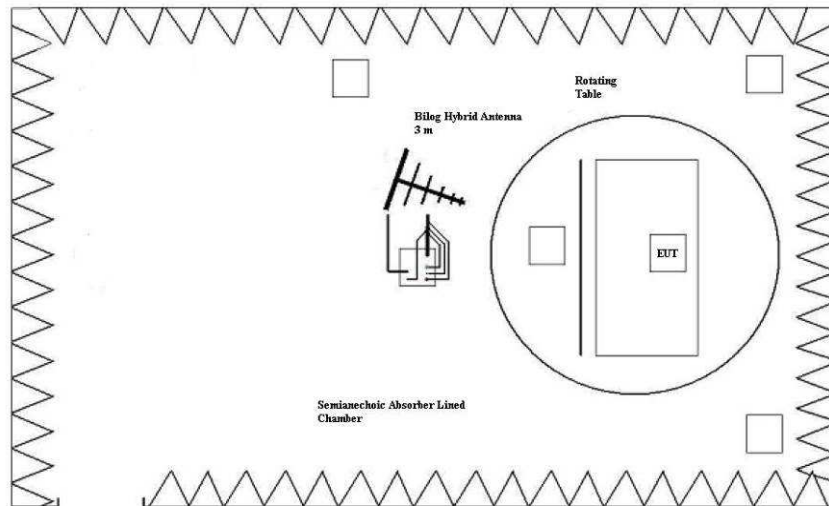 Rotating
Table
Bilog Hybrid Antenna
3 m
EUT
Semianechoic Absorber Lined
Chamber